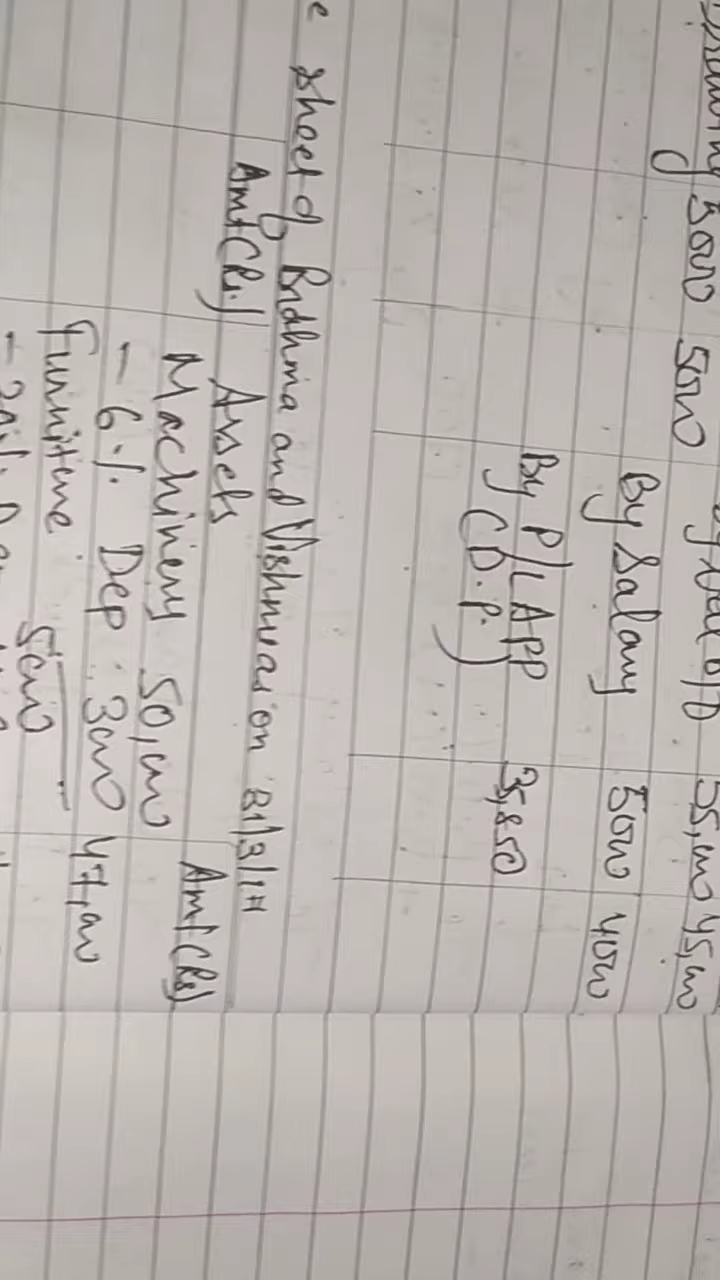 Drawing 5000 5000 By Bal b/d 55,000 45,000
By Salary 5000 4000
By P/L App 35,850
(D.P.)
e sheet of Brahma and Vishnu as on 31/3/17
Amt(Rs.) Assets Amt(Rs)
Machinery 50,000
- 6% Dep. 3000 47,000
Furniture 5000